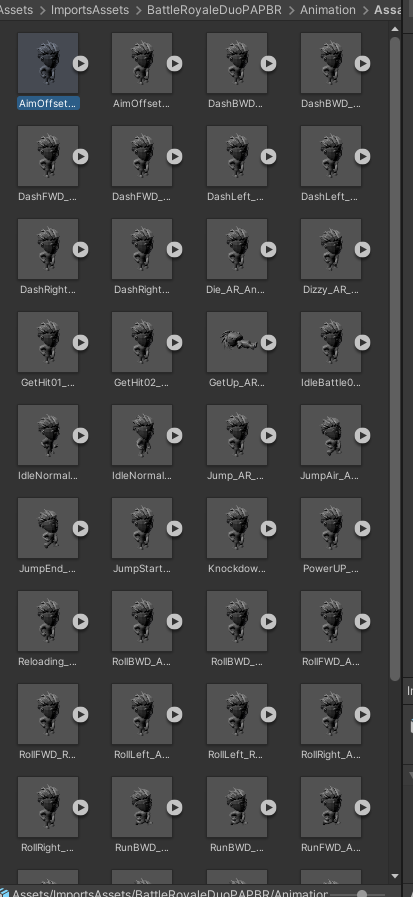 Assets > ImportsAssets > BattleRoyaleDuoPAPBR > Animation > Assa
AimOffset... AimOffset... DashBWD... DashBWD_...
DashFWD_... DashFWD_... DashLeft_... DashLeft_...
DashRight... DashRight... Die_AR_An... Dizzy_AR_...
GetHit01_... GetHit02_... GetUp_AR... IdleBattle0...
IdleNormal... IdleNormal... Jump_AR_... JumpAir_A...
JumpEnd_... JumpStart... Knockdow... PowerUP_...
Reloading_... RollBWD_A... RollBWD_... RollFWD_A...
In
RollFWD_R... RollLeft_A... RollLeft_R... RollRight_A...
RollRight_... RunBWD_... RunBWD_... RunFWD_A...
Assets/ImportsAssets/BattleRoyaleDuoPAPBR/Animation